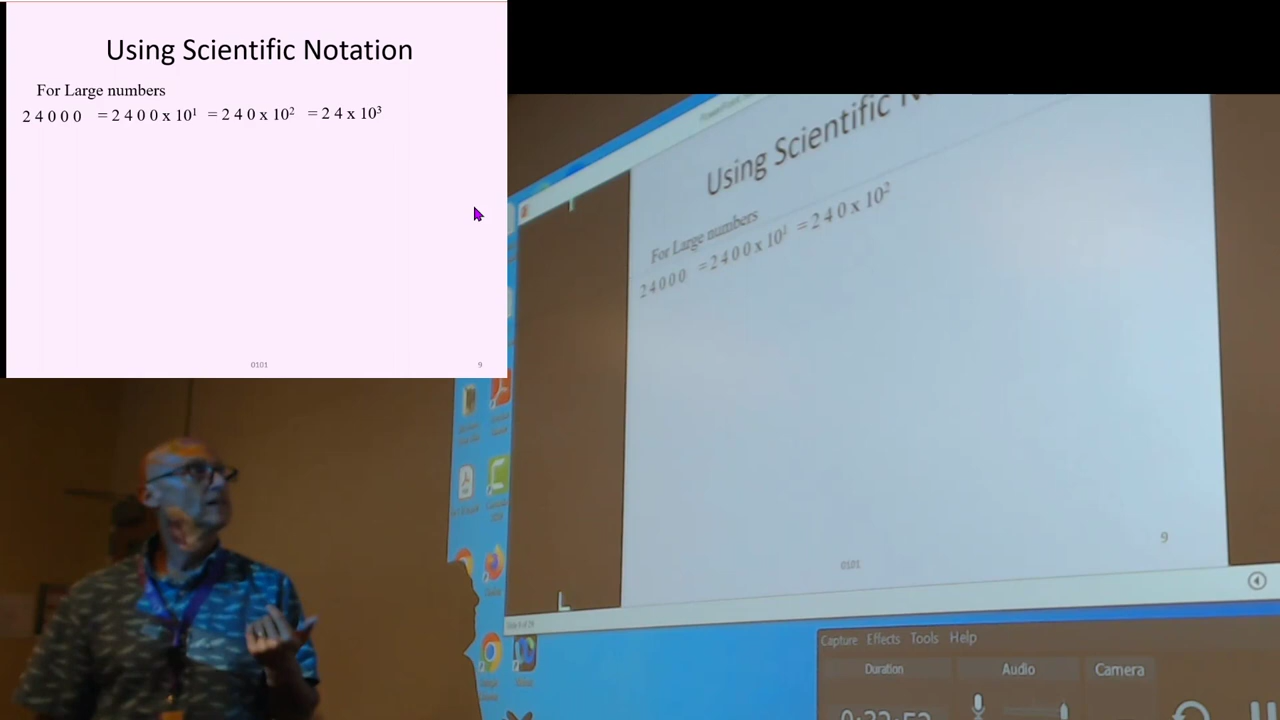 Using Scientific Notation
For Large numbers
2 4 0 0 0 = 2 4 0 0 x 10¹ = 2 4 0 x 10² = 2 4 x 10³
0101
9
Using Scientific
For Large numbers
2 4 0 0 0 = 2 4 0 0 x 10¹ = 2 4 0 x 10²
9
0101
Capture Effects Tools Help
Duration Audio Camera